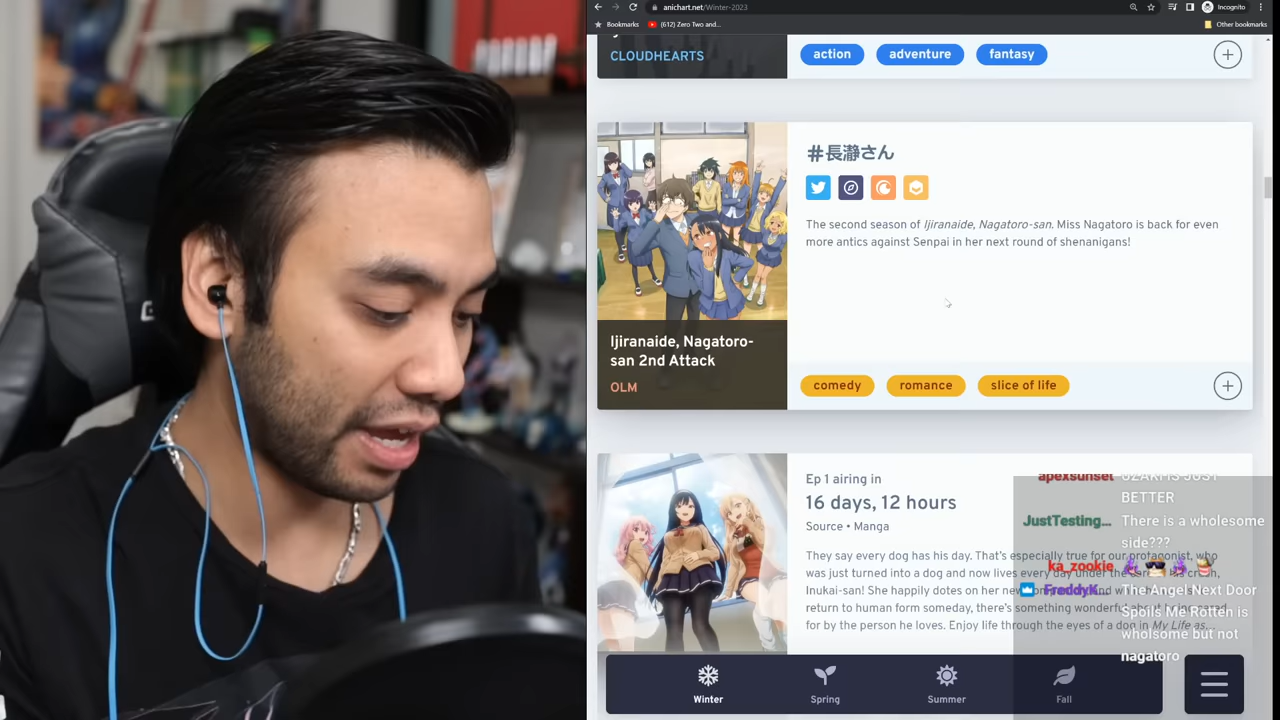 anichart.net/Winter-2023
Incognito
Bookmarks
(612) Zero Two and...
Other bookmarks
CLOUDHEARTS
action
adventure
fantasy
#長瀞さん
The second season of Ijiranaide, Nagatoro-san. Miss Nagatoro is back for even
more antics against Senpai in her next round of shenanigans!
Ijiranaide, Nagatoro-
san 2nd Attack
OLM
comedy
romance
slice of life
Ep 1 airing in
16 days, 12 hours
Source • Manga
They say every dog has his day. That's especially true for our protagonist, who
was just turned into a dog and now lives every day under the
Inukai-san! She happily dotes on her new
return to human form someday, there's something wonderful
for by the person he loves. Enjoy life through the eyes of a dog in My Life as...
apexsunset
UZAKI IS JUST
BETTER
JustTesting...
There is a wholesome
side???
ka_zookie
FreddyK...
The Angel Next Door
Spoils Me Rotten is
wholsome but not
nagatoro
Winter
Spring
Summer
Fall